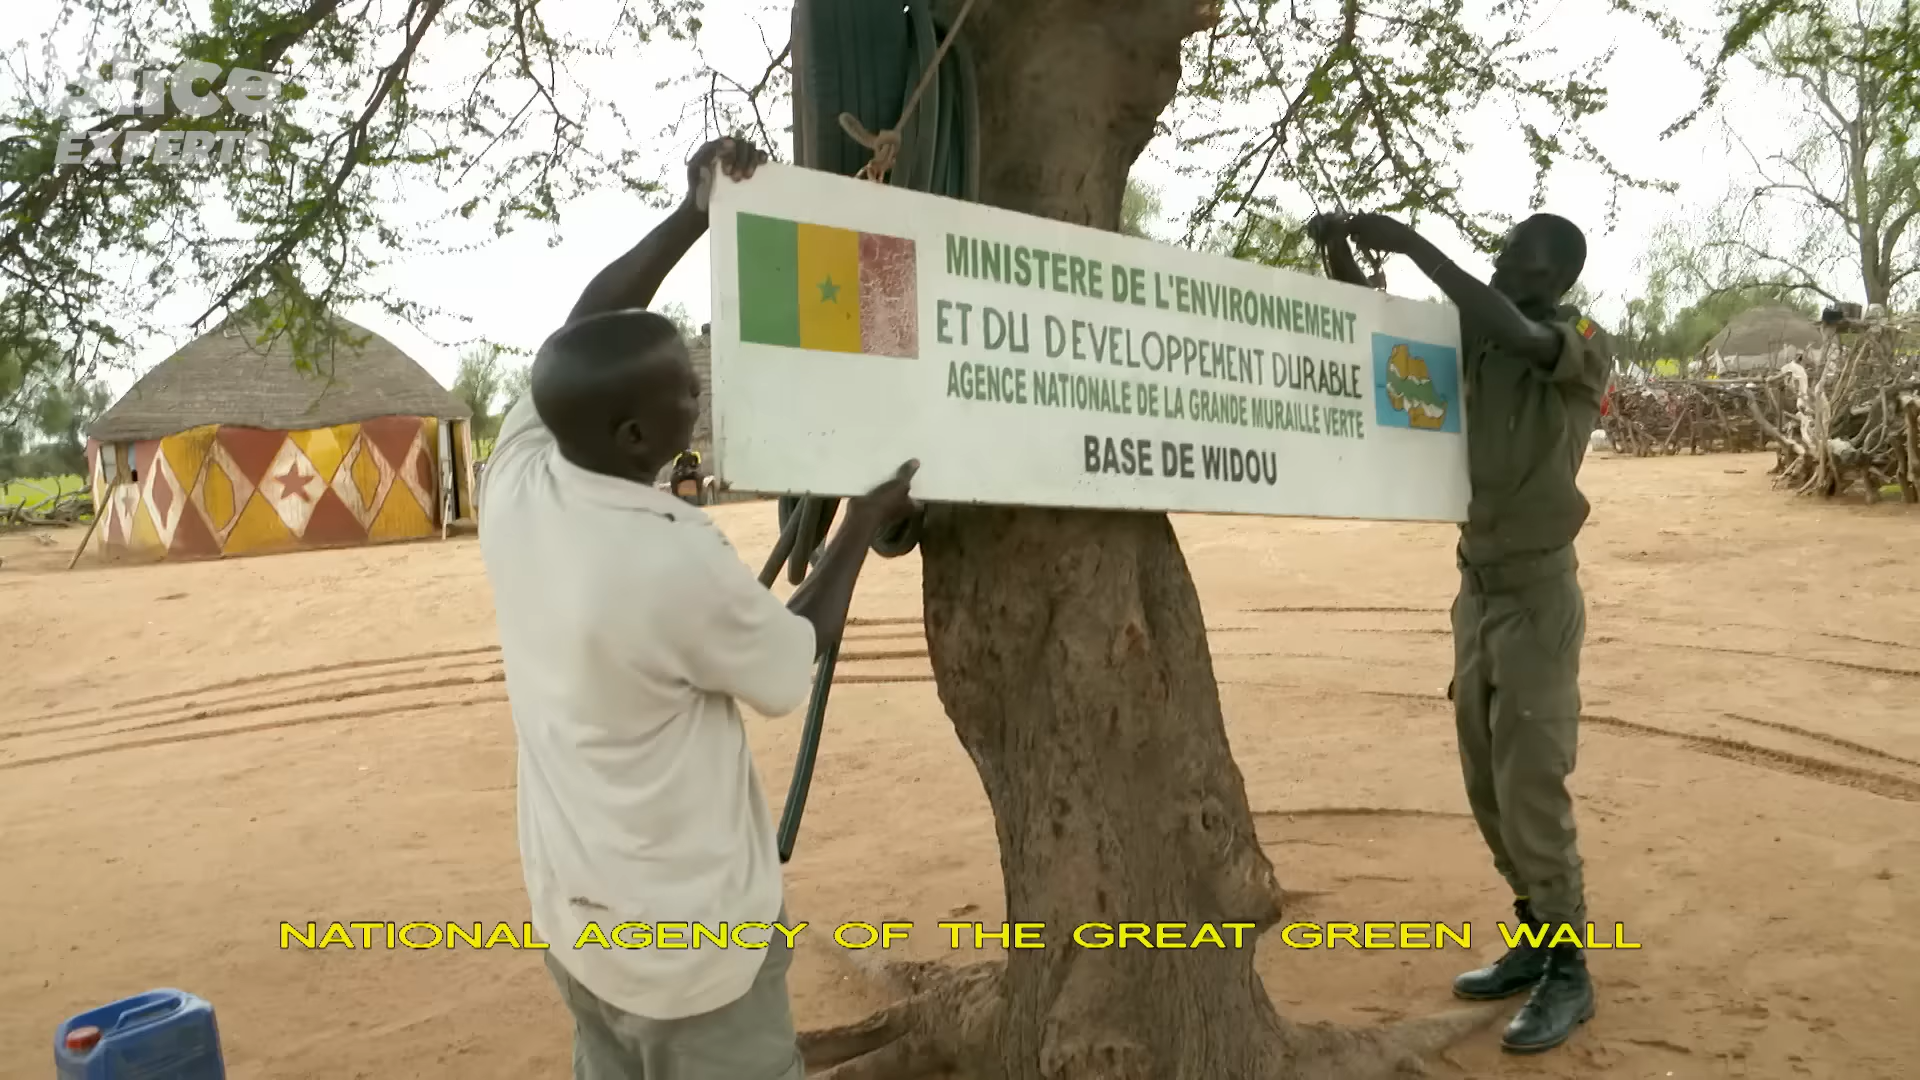 EXPERTS
MINISTERE DE L'ENVIRONNEMENT
ET DU DEVELOPPEMENT DURABLE
AGENCE NATIONALE DE LA GRANDE MURAILLE VERTE
BASE DE WIDOU
NATIONAL AGENCY OF THE GREAT GREEN WALL